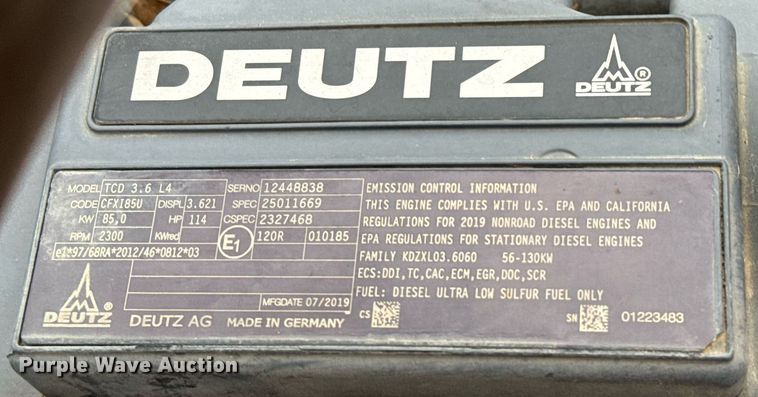 DEUTZ
DEUTZ ®
MODEL TCD 3.6 L4 SERNO 12448838
CODE CFXI85U DISPL 3.621 SPEC 25011669
KW 85,0 HP 114 CSPEC 2327468
RPM 2300 KWred E1 120R 010185
e1*97/68RA*2012/46*0812*03
MFGDATE 07/2019
DEUTZ DEUTZ AG MADE IN GERMANY
EMISSION CONTROL INFORMATION
THIS ENGINE COMPLIES WITH U.S. EPA AND CALIFORNIA
REGULATIONS FOR 2019 NONROAD DIESEL ENGINES AND
EPA REGULATIONS FOR STATIONARY DIESEL ENGINES
FAMILY KDZXL03.6060 56-130KW
ECS:DDI,TC,CAC,ECM,EGR,DOC,SCR
FUEL: DIESEL ULTRA LOW SULFUR FUEL ONLY
CS SN 01223483
Purple Wave Auction